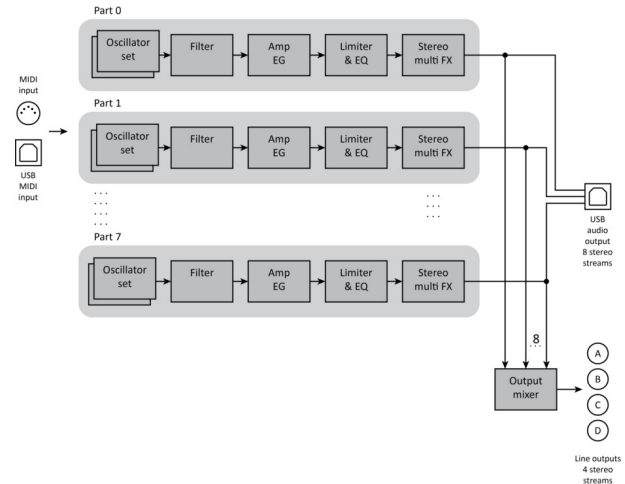 Part 0
Oscillator
set
Filter
Amp
EG
Limiter
& EQ
Stereo
multi FX
MIDI
input
USB
MIDI
input
Part 1
Oscillator
set
Filter
Amp
EG
Limiter
& EQ
Stereo
multi FX
. . .
. . .
. . .
. . .
. . .
. . .
. . .
Part 7
Oscillator
set
Filter
Amp
EG
Limiter
& EQ
Stereo
multi FX
USB
audio
output
8 stereo
streams
8
. . .
Output
mixer
A
B
C
D
Line outputs
4 stereo
streams